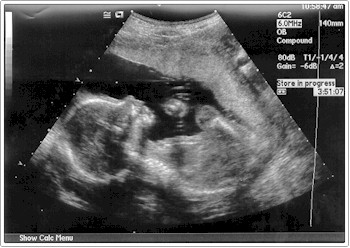 10:58:47 am
6C2
6.0MHz 140mm
OB
Compound
80dB T1/-1/4/4
Gain= -6dB Δ=2
Store in progress
3:51:07
Show Calc Menu